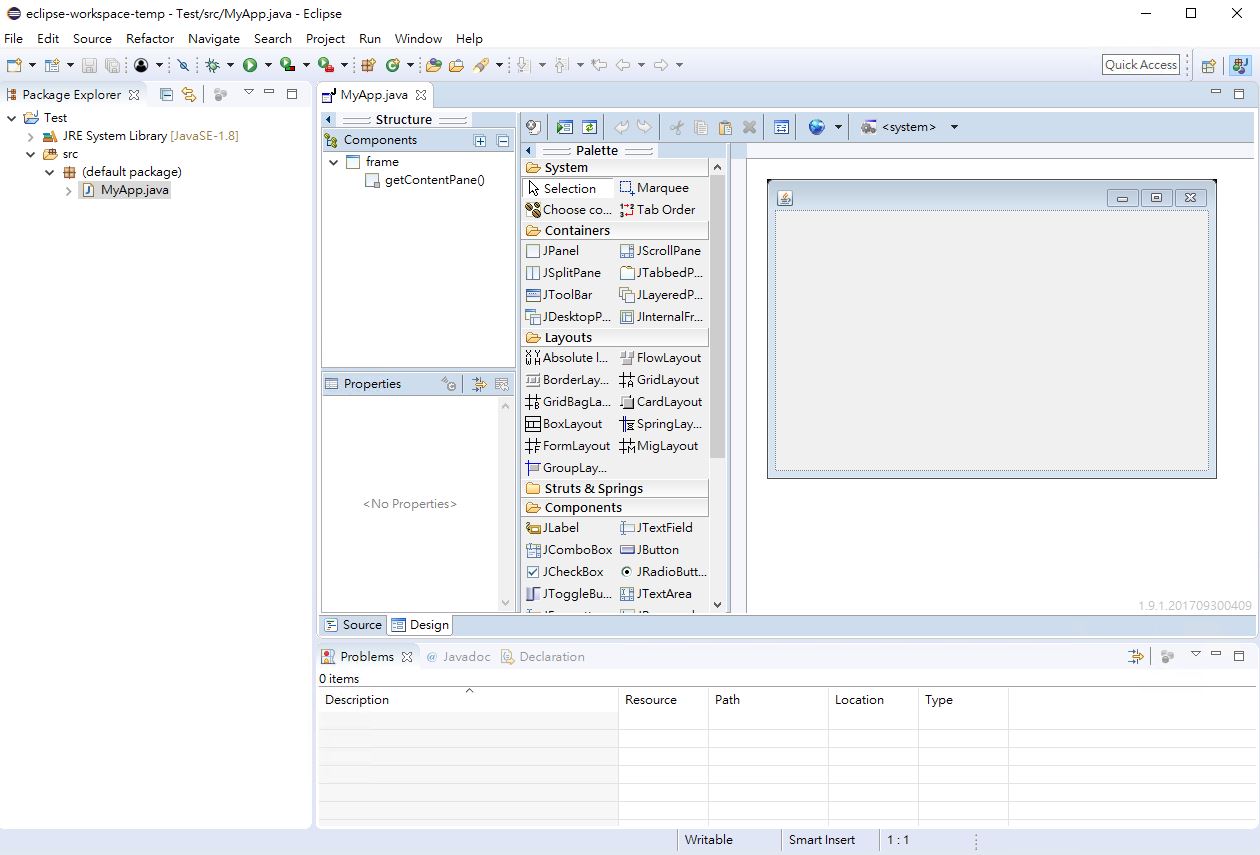 eclipse-workspace-temp - Test/src/MyApp.java - Eclipse
File Edit Source Refactor Navigate Search Project Run Window Help
Quick Access
Package Explorer
Test
JRE System Library [JavaSE-1.8]
src
(default package)
MyApp.java
MyApp.java
Structure
Components
frame
getContentPane()
Properties
<No Properties>
<system>
Palette
System
Selection Marquee
Choose co... Tab Order
Containers
JPanel JScrollPane
JSplitPane JTabbedP...
JToolBar JLayeredP...
JDesktopP... JInternalFr...
Layouts
Absolute l... FlowLayout
BorderLay... GridLayout
GridBagLa... CardLayout
BoxLayout SpringLay...
FormLayout MigLayout
GroupLay...
Struts & Springs
Components
JLabel JTextField
JComboBox JButton
JCheckBox JRadioButt...
JToggleBu... JTextArea
1.9.1.201709300409
Source Design
Problems Javadoc Declaration
0 items
Description Resource Path Location Type
Writable Smart Insert 1 : 1